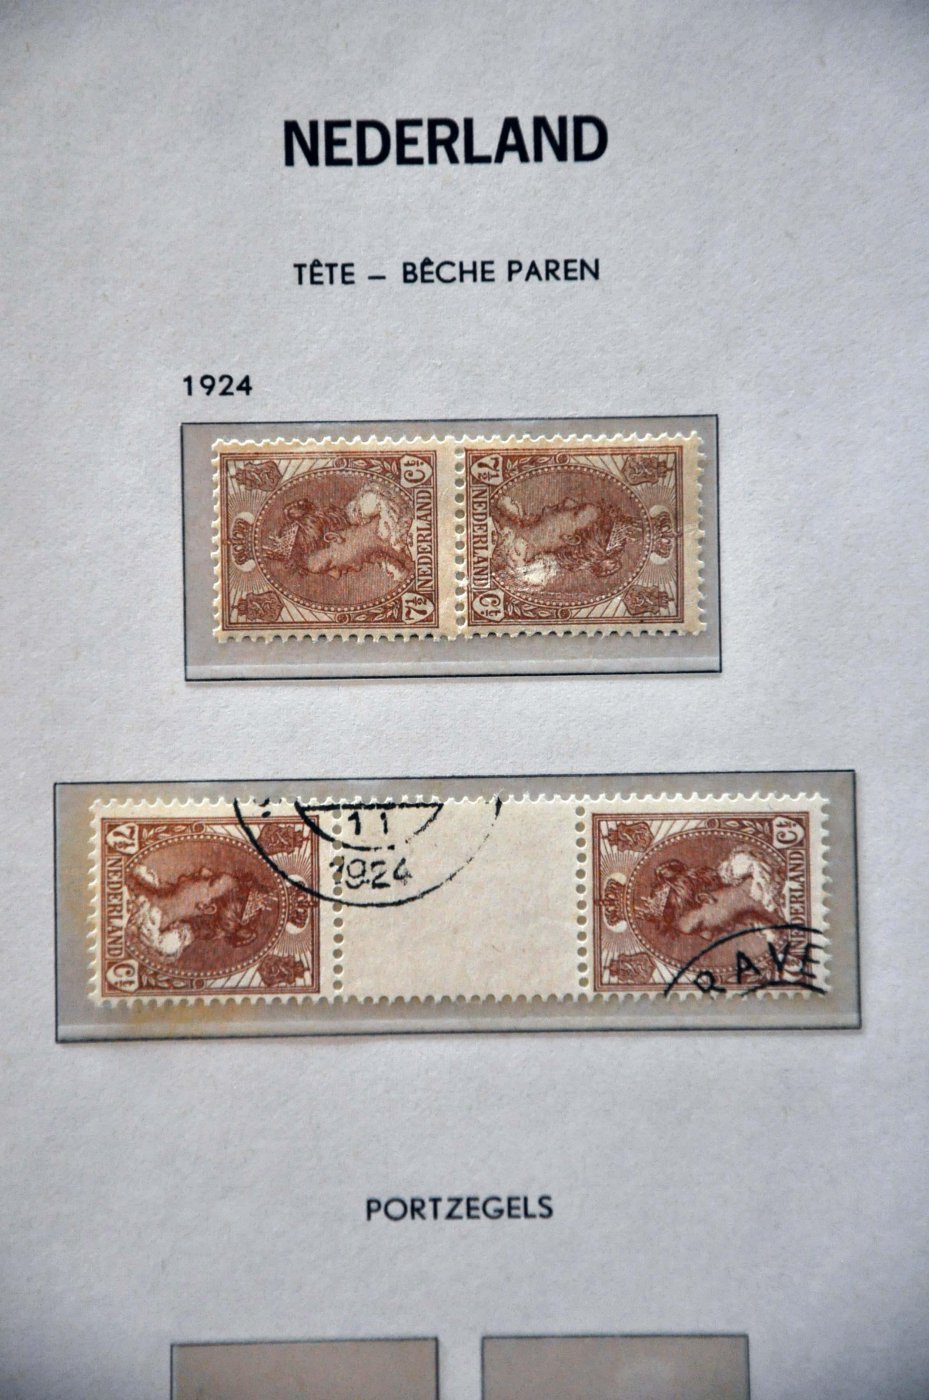 NEDERLAND
TÊTE – BÊCHE PAREN
1924
Ct
7½
NEDERLAND
7½
Ct
NEDERLAND
7½
Ct
NEDERLAND
11
1924
Ct
NEDERLAND
PORTZEGELS